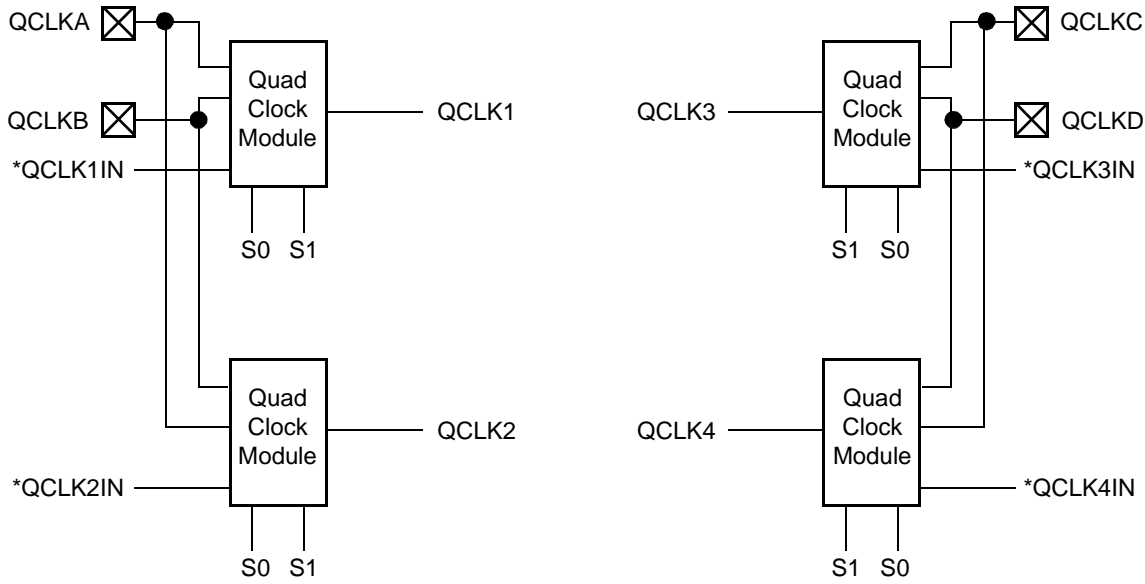 QCLKA
QCLKC
Quad
Clock
Module
Quad
Clock
Module
QCLK1
QCLK3
QCLKB
QCLKD
*QCLK1IN
*QCLK3IN
S0 S1
S1 S0
Quad
Clock
Module
Quad
Clock
Module
QCLK2
QCLK4
*QCLK2IN
*QCLK4IN
S0 S1
S1 S0